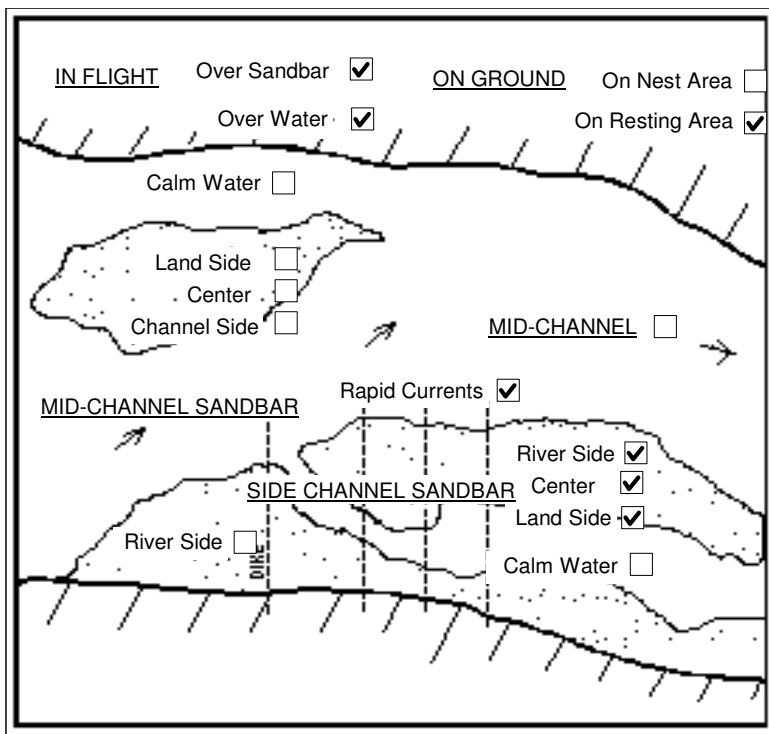 IN FLIGHT
Over Sandbar
ON GROUND
On Nest Area
Over Water
On Resting Area
Calm Water
Land Side
Center
Channel Side
MID-CHANNEL
Rapid Currents
MID-CHANNEL SANDBAR
River Side
SIDE CHANNEL SANDBAR
Center
Land Side
River Side
DIKE
Calm Water